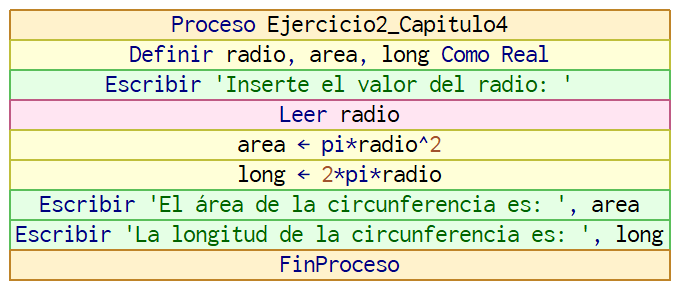 Proceso Ejercicio2_Capitulo4
Definir radio, area, long Como Real
Escribir 'Inserte el valor del radio: '
Leer radio
area ← pi*radio^2
long ← 2*pi*radio
Escribir 'El área de la circunferencia es: ', area
Escribir 'La longitud de la circunferencia es: ', long
FinProceso